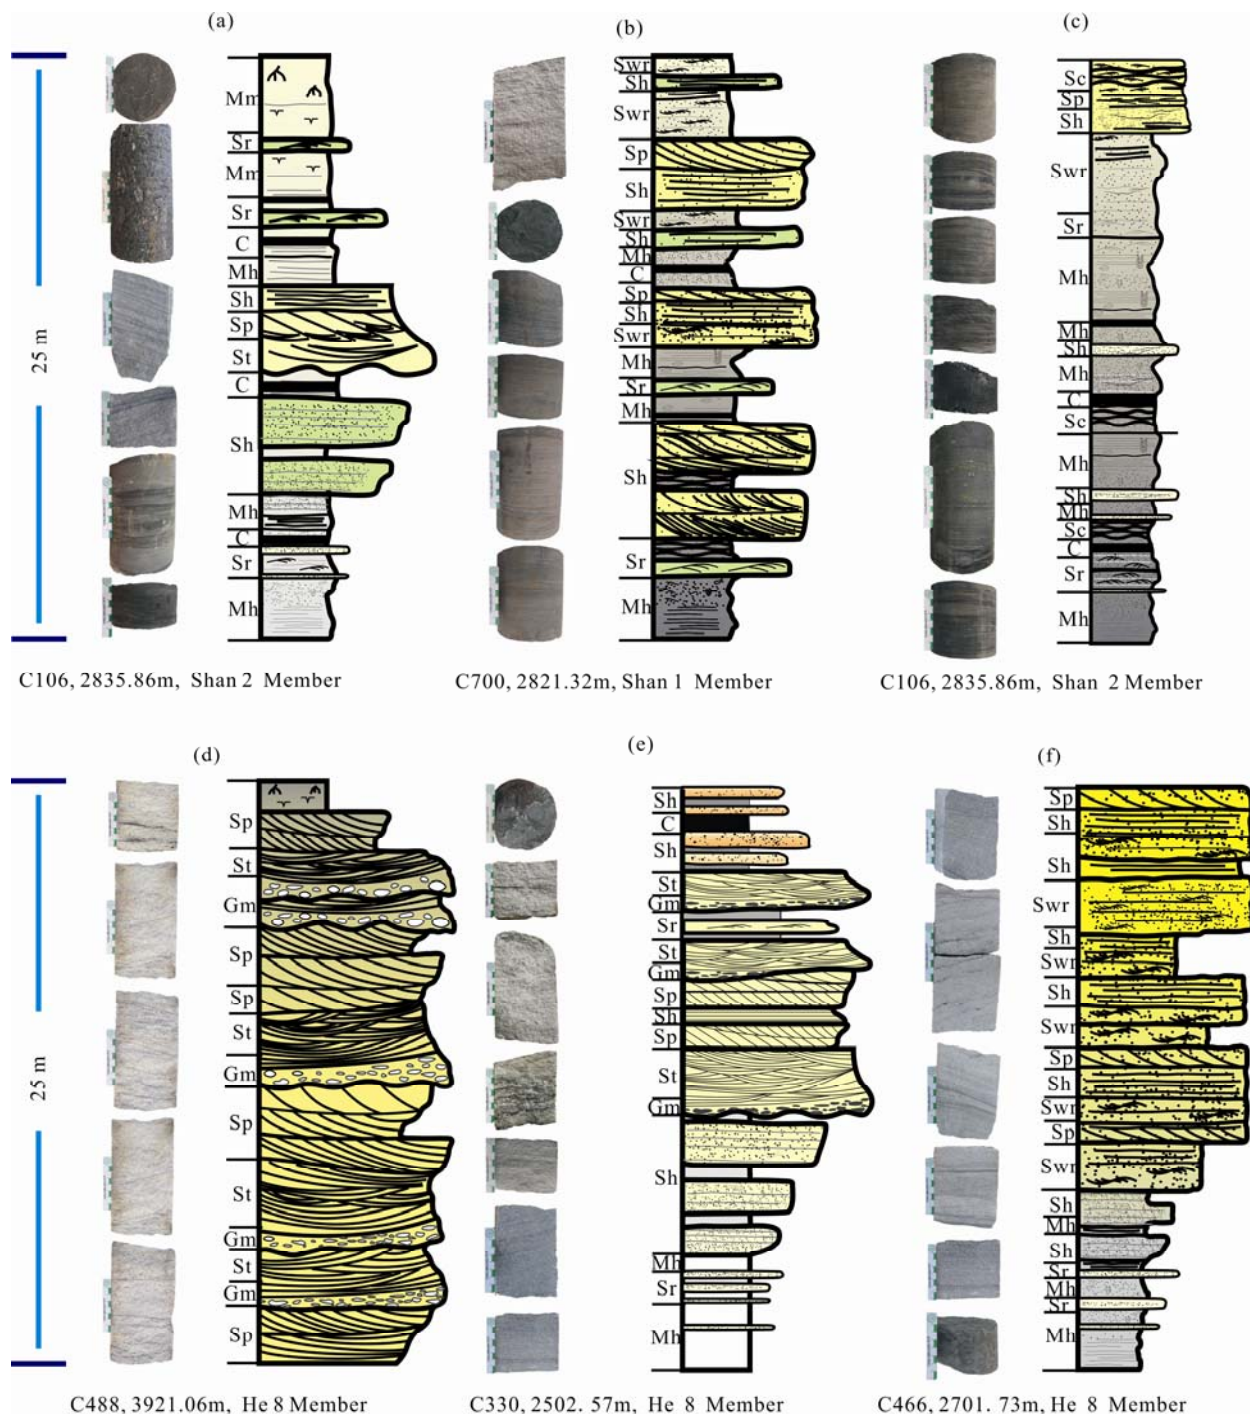 (a)
Mm
Sr
Mm
Sr
C
Mh
Sh
Sp
St
C
Sh
Mh
C
Sr
Mh
25 m
C106, 2835.86m, Shan 2 Member
(b)
Swr
Sh
Swr
Sp
Sh
Swr
Sh
Mh
C
Sp
Sh
Swr
Mh
Sr
Mh
Sh
Sr
Mh
C700, 2821.32m, Shan 1 Member
(c)
Sc
Sp
Sh
Swr
Sr
Mh
Mh
Sh
Mh
C
Sc
Mh
Sh
Mh
Sc
C
Sr
Mh
C106, 2835.86m, Shan 2 Member
(d)
Sp
St
Gm
Sp
Sp
St
Gm
Sp
St
Gm
St
Gm
Sp
25 m
C488, 3921.06m, He 8 Member
(e)
Sh
C
Sh
St
Gm
Sr
St
Gm
Sp
Sh
Sp
St
Gm
Sh
Mh
Sr
Mh
C330, 2502. 57m, He 8 Member
(f)
Sp
Sh
Sh
Swr
Sh
Swr
Sh
Swr
Sp
Sh
Swr
Sp
Swr
Sh
Mh
Sh
Sr
Mh
Sr
Mh
C466, 2701. 73m, He 8 Member